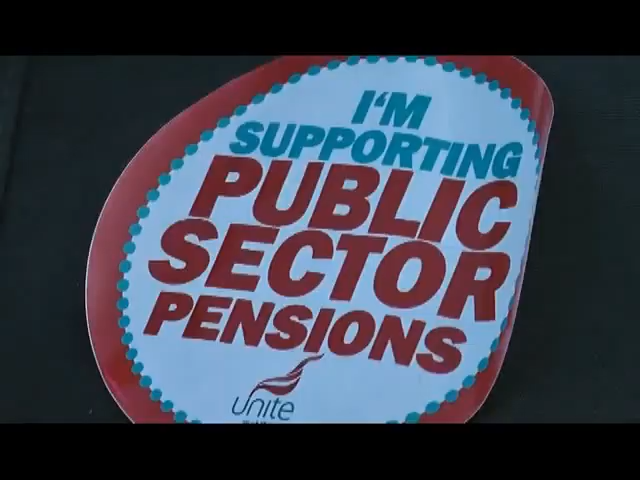 I'M
SUPPORTING
PUBLIC
SECTOR
PENSIONS
unite